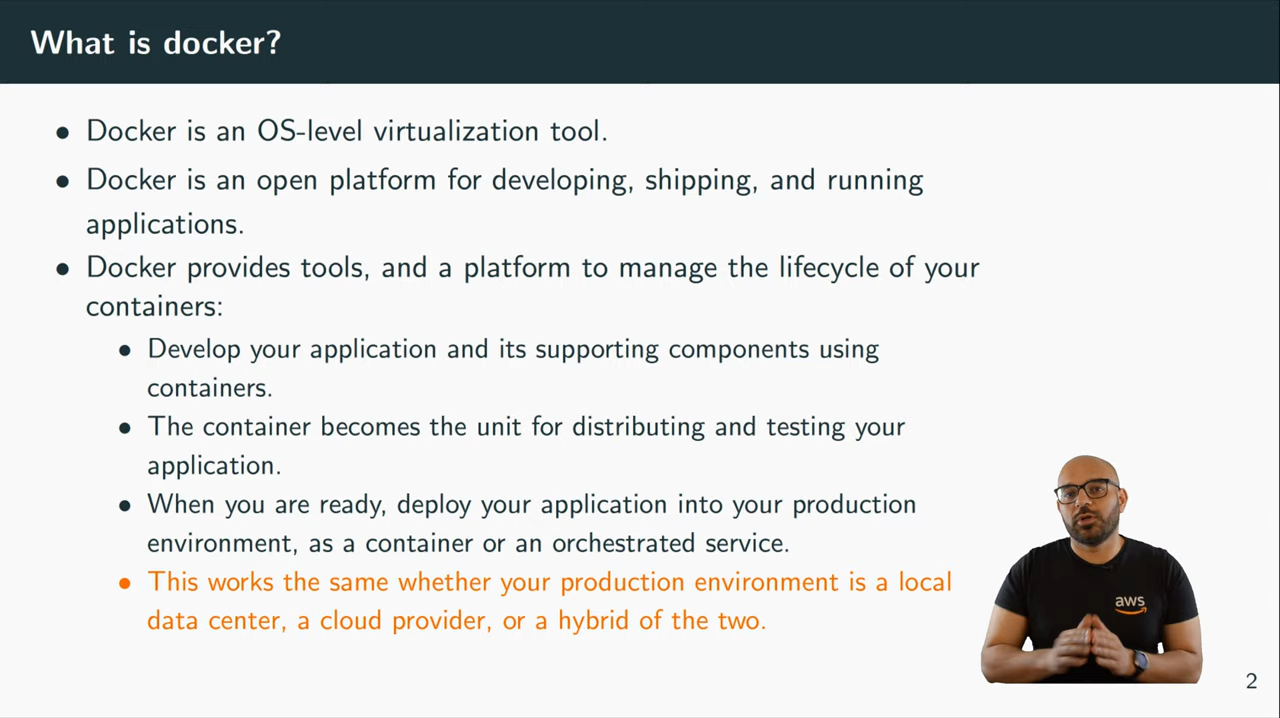 What is docker?
• Docker is an OS-level virtualization tool.
• Docker is an open platform for developing, shipping, and running
applications.
• Docker provides tools, and a platform to manage the lifecycle of your
containers:
• Develop your application and its supporting components using
containers.
• The container becomes the unit for distributing and testing your
application.
• When you are ready, deploy your application into your production
environment, as a container or an orchestrated service.
• This works the same whether your production environment is a local
data center, a cloud provider, or a hybrid of the two.
aws
2